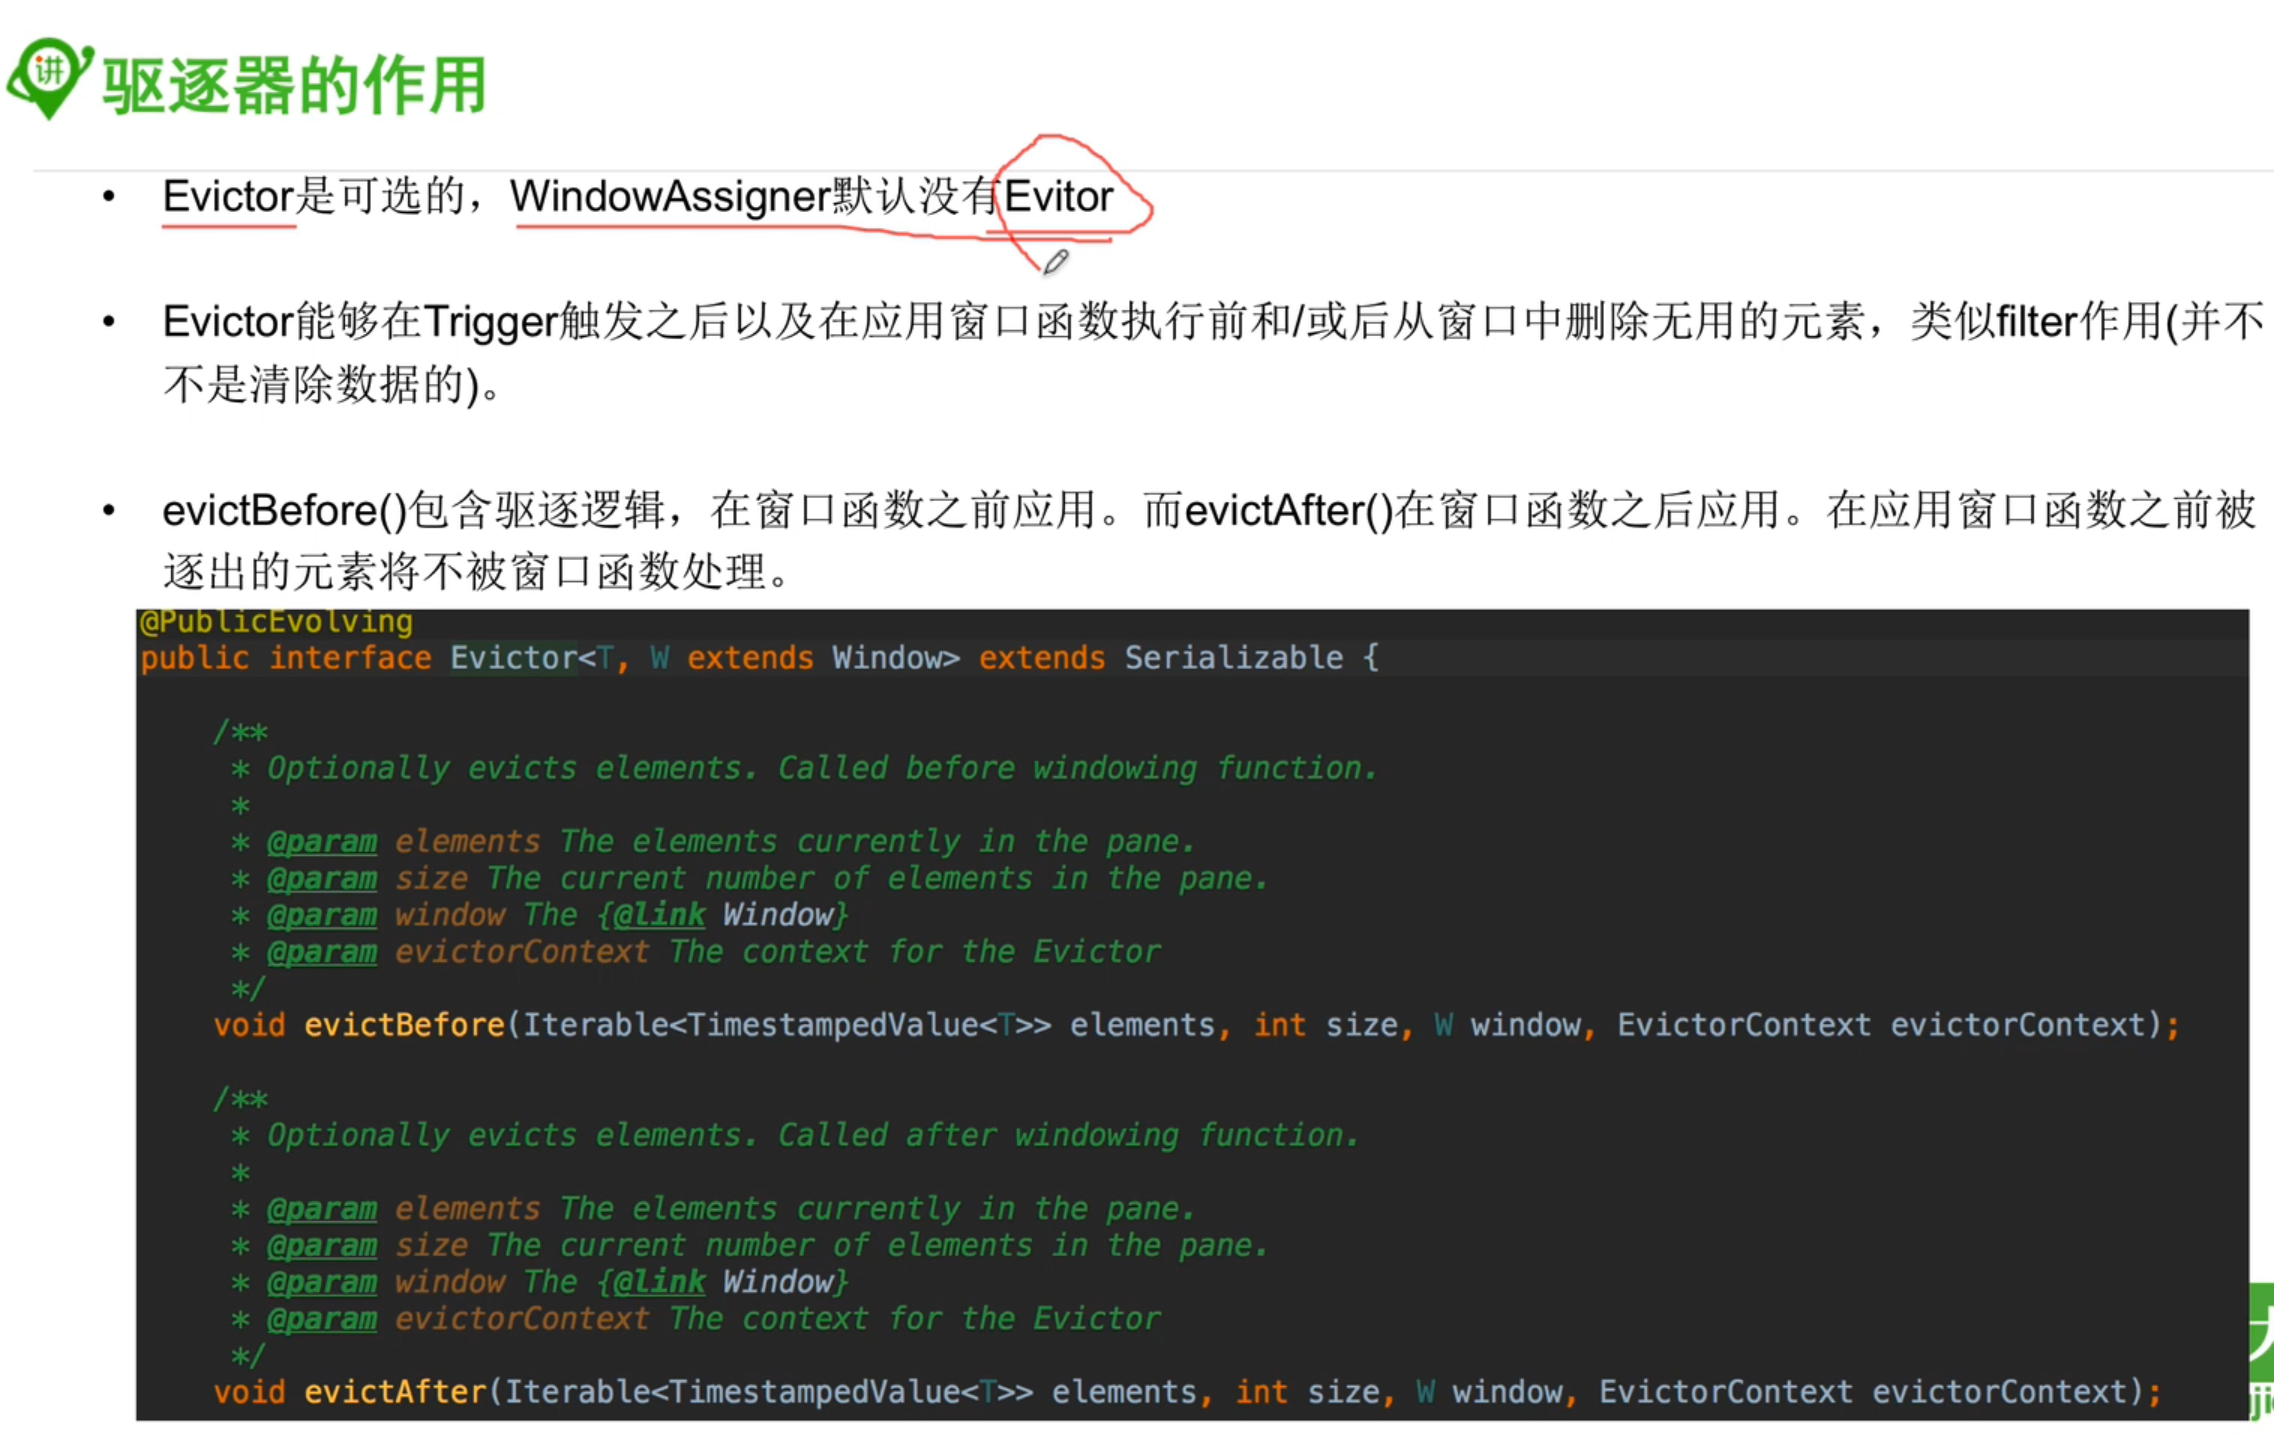 讲 驱逐器的作用
• Evictor是可选的，WindowAssigner默认没有Evitor
• Evictor能够在Trigger触发之后以及在应用窗口函数执行前和/或后从窗口中删除无用的元素，类似filter作用(并不
不是清除数据的)。
• evictBefore()包含驱逐逻辑，在窗口函数之前应用。而evictAfter()在窗口函数之后应用。在应用窗口函数之前被
逐出的元素将不被窗口函数处理。
@PublicEvolving
public interface Evictor<T, W extends Window> extends Serializable {
/**
* Optionally evicts elements. Called before windowing function.
*
* @param elements The elements currently in the pane.
* @param size The current number of elements in the pane.
* @param window The {@link Window}
* @param evictorContext The context for the Evictor
*/
void evictBefore(Iterable<TimestampedValue<T>> elements, int size, W window, EvictorContext evictorContext);
/**
* Optionally evicts elements. Called after windowing function.
*
* @param elements The elements currently in the pane.
* @param size The current number of elements in the pane.
* @param window The {@link Window}
* @param evictorContext The context for the Evictor
*/
void evictAfter(Iterable<TimestampedValue<T>> elements, int size, W window, EvictorContext evictorContext);